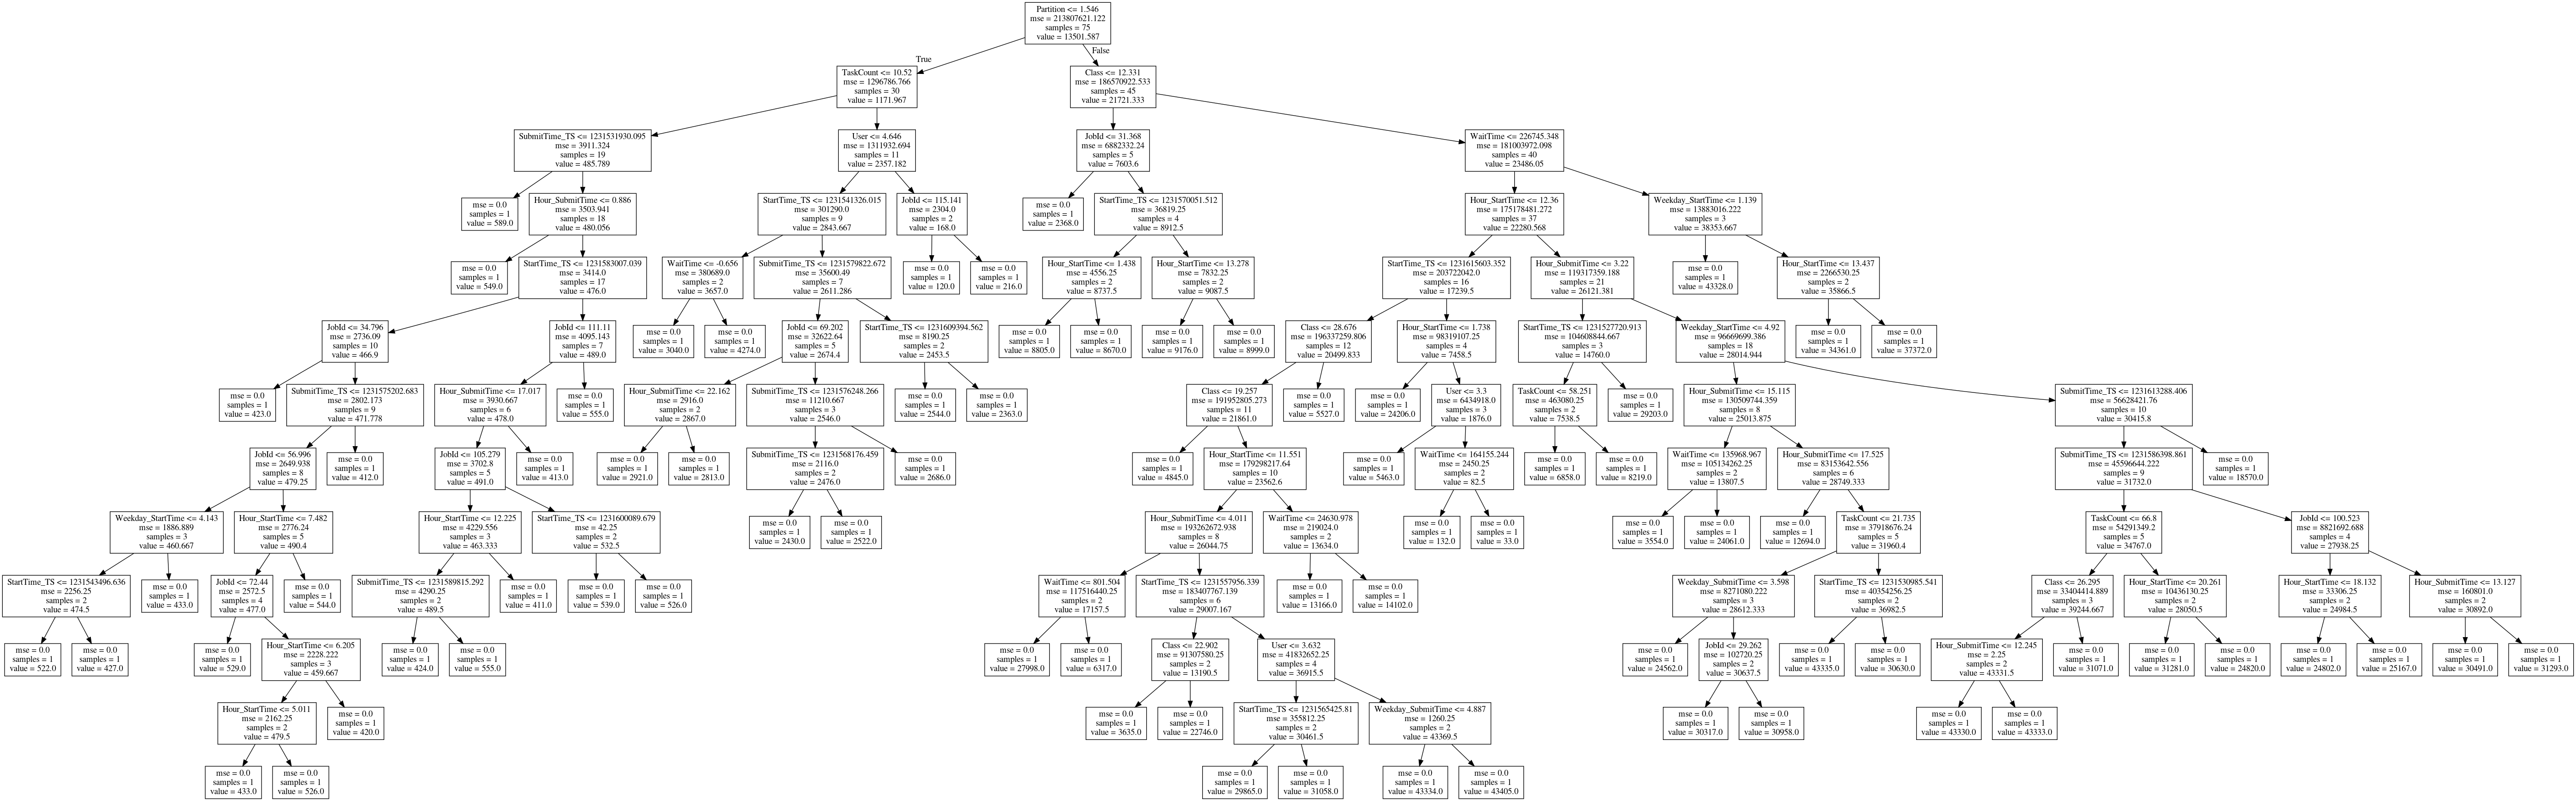 Partition <= 1.546
mse = 213807621.122
samples = 75
value = 13501.587
True
False
TaskCount <= 10.52
mse = 1296786.766
samples = 30
value = 1171.967
Class <= 12.331
mse = 186570922.533
samples = 45
value = 21721.333
SubmitTime_TS <= 1231531930.095
mse = 3911.324
samples = 19
value = 485.789
User <= 4.646
mse = 1311932.694
samples = 11
value = 2357.182
JobId <= 31.368
mse = 6882332.24
samples = 5
value = 7603.6
WaitTime <= 226745.348
mse = 181003972.098
samples = 40
value = 23486.05
mse = 0.0
samples = 1
value = 589.0
Hour_SubmitTime <= 0.886
mse = 3503.941
samples = 18
value = 480.056
StartTime_TS <= 1231541326.015
mse = 301290.0
samples = 9
value = 2843.667
JobId <= 115.141
mse = 2304.0
samples = 2
value = 168.0
mse = 0.0
samples = 1
value = 2368.0
StartTime_TS <= 1231570051.512
mse = 36819.25
samples = 4
value = 8912.5
Hour_StartTime <= 12.36
mse = 175178481.272
samples = 37
value = 22280.568
Weekday_StartTime <= 1.139
mse = 13883016.222
samples = 3
value = 38353.667
mse = 0.0
samples = 1
value = 549.0
StartTime_TS <= 1231583007.039
mse = 3414.0
samples = 17
value = 476.0
WaitTime <= -0.656
mse = 380689.0
samples = 2
value = 3657.0
SubmitTime_TS <= 1231579822.672
mse = 35600.49
samples = 7
value = 2611.286
mse = 0.0
samples = 1
value = 120.0
mse = 0.0
samples = 1
value = 216.0
Hour_StartTime <= 1.438
mse = 4556.25
samples = 2
value = 8737.5
Hour_StartTime <= 13.278
mse = 7832.25
samples = 2
value = 9087.5
StartTime_TS <= 1231615603.352
mse = 203722042.0
samples = 16
value = 17239.5
Hour_SubmitTime <= 3.22
mse = 119317359.188
samples = 21
value = 26121.381
mse = 0.0
samples = 1
value = 43328.0
Hour_StartTime <= 13.437
mse = 2266530.25
samples = 2
value = 35866.5
JobId <= 34.796
mse = 2736.09
samples = 10
value = 466.9
JobId <= 111.11
mse = 4095.143
samples = 7
value = 489.0
mse = 0.0
samples = 1
value = 3040.0
mse = 0.0
samples = 1
value = 4274.0
JobId <= 69.202
mse = 32622.64
samples = 5
value = 2674.4
StartTime_TS <= 1231609394.562
mse = 8190.25
samples = 2
value = 2453.5
mse = 0.0
samples = 1
value = 8805.0
mse = 0.0
samples = 1
value = 8670.0
mse = 0.0
samples = 1
value = 9176.0
mse = 0.0
samples = 1
value = 8999.0
Class <= 28.676
mse = 196337259.806
samples = 12
value = 20499.833
Hour_StartTime <= 1.738
mse = 98319107.25
samples = 4
value = 7458.5
StartTime_TS <= 1231527720.913
mse = 104608844.667
samples = 3
value = 14760.0
Weekday_StartTime <= 4.92
mse = 96669699.386
samples = 18
value = 28014.944
mse = 0.0
samples = 1
value = 34361.0
mse = 0.0
samples = 1
value = 37372.0
mse = 0.0
samples = 1
value = 423.0
SubmitTime_TS <= 1231575202.683
mse = 2802.173
samples = 9
value = 471.778
Hour_SubmitTime <= 17.017
mse = 3930.667
samples = 6
value = 478.0
mse = 0.0
samples = 1
value = 555.0
Hour_SubmitTime <= 22.162
mse = 2916.0
samples = 2
value = 2867.0
SubmitTime_TS <= 1231576248.266
mse = 11210.667
samples = 3
value = 2546.0
mse = 0.0
samples = 1
value = 2544.0
mse = 0.0
samples = 1
value = 2363.0
Class <= 19.257
mse = 191952805.273
samples = 11
value = 21861.0
mse = 0.0
samples = 1
value = 5527.0
mse = 0.0
samples = 1
value = 24206.0
User <= 3.3
mse = 6434918.0
samples = 3
value = 1876.0
TaskCount <= 58.251
mse = 463080.25
samples = 2
value = 7538.5
mse = 0.0
samples = 1
value = 29203.0
Hour_SubmitTime <= 15.115
mse = 130509744.359
samples = 8
value = 25013.875
SubmitTime_TS <= 1231613288.406
mse = 56628421.76
samples = 10
value = 30415.8
JobId <= 56.996
mse = 2649.938
samples = 8
value = 479.25
mse = 0.0
samples = 1
value = 412.0
JobId <= 105.279
mse = 3702.8
samples = 5
value = 491.0
mse = 0.0
samples = 1
value = 413.0
mse = 0.0
samples = 1
value = 2921.0
mse = 0.0
samples = 1
value = 2813.0
SubmitTime_TS <= 1231568176.459
mse = 2116.0
samples = 2
value = 2476.0
mse = 0.0
samples = 1
value = 2686.0
mse = 0.0
samples = 1
value = 4845.0
Hour_StartTime <= 11.551
mse = 179298217.64
samples = 10
value = 23562.6
mse = 0.0
samples = 1
value = 5463.0
WaitTime <= 164155.244
mse = 2450.25
samples = 2
value = 82.5
mse = 0.0
samples = 1
value = 6858.0
mse = 0.0
samples = 1
value = 8219.0
WaitTime <= 135968.967
mse = 105134262.25
samples = 2
value = 13807.5
Hour_SubmitTime <= 17.525
mse = 83153642.556
samples = 6
value = 28749.333
SubmitTime_TS <= 1231586398.861
mse = 45596644.222
samples = 9
value = 31732.0
mse = 0.0
samples = 1
value = 18570.0
Weekday_StartTime <= 4.143
mse = 1886.889
samples = 3
value = 460.667
Hour_StartTime <= 7.482
mse = 2776.24
samples = 5
value = 490.4
Hour_StartTime <= 12.225
mse = 4229.556
samples = 3
value = 463.333
StartTime_TS <= 1231600089.679
mse = 42.25
samples = 2
value = 532.5
mse = 0.0
samples = 1
value = 2430.0
mse = 0.0
samples = 1
value = 2522.0
Hour_SubmitTime <= 4.011
mse = 193262672.938
samples = 8
value = 26044.75
WaitTime <= 24630.978
mse = 219024.0
samples = 2
value = 13634.0
mse = 0.0
samples = 1
value = 132.0
mse = 0.0
samples = 1
value = 33.0
mse = 0.0
samples = 1
value = 3554.0
mse = 0.0
samples = 1
value = 24061.0
mse = 0.0
samples = 1
value = 12694.0
TaskCount <= 21.735
mse = 37918676.24
samples = 5
value = 31960.4
TaskCount <= 66.8
mse = 54291349.2
samples = 5
value = 34767.0
JobId <= 100.523
mse = 8821692.688
samples = 4
value = 27938.25
StartTime_TS <= 1231543496.636
mse = 2256.25
samples = 2
value = 474.5
mse = 0.0
samples = 1
value = 433.0
JobId <= 72.44
mse = 2572.5
samples = 4
value = 477.0
mse = 0.0
samples = 1
value = 544.0
SubmitTime_TS <= 1231589815.292
mse = 4290.25
samples = 2
value = 489.5
mse = 0.0
samples = 1
value = 411.0
mse = 0.0
samples = 1
value = 539.0
mse = 0.0
samples = 1
value = 526.0
WaitTime <= 801.504
mse = 117516440.25
samples = 2
value = 17157.5
StartTime_TS <= 1231557956.339
mse = 183407767.139
samples = 6
value = 29007.167
mse = 0.0
samples = 1
value = 13166.0
mse = 0.0
samples = 1
value = 14102.0
Weekday_SubmitTime <= 3.598
mse = 8271080.222
samples = 3
value = 28612.333
StartTime_TS <= 1231530985.541
mse = 40354256.25
samples = 2
value = 36982.5
Class <= 26.295
mse = 33404414.889
samples = 3
value = 39244.667
Hour_StartTime <= 20.261
mse = 10436130.25
samples = 2
value = 28050.5
Hour_StartTime <= 18.132
mse = 33306.25
samples = 2
value = 24984.5
Hour_SubmitTime <= 13.127
mse = 160801.0
samples = 2
value = 30892.0
mse = 0.0
samples = 1
value = 522.0
mse = 0.0
samples = 1
value = 427.0
mse = 0.0
samples = 1
value = 529.0
Hour_StartTime <= 6.205
mse = 2228.222
samples = 3
value = 459.667
mse = 0.0
samples = 1
value = 424.0
mse = 0.0
samples = 1
value = 555.0
mse = 0.0
samples = 1
value = 27998.0
mse = 0.0
samples = 1
value = 6317.0
Class <= 22.902
mse = 91307580.25
samples = 2
value = 13190.5
User <= 3.632
mse = 41832652.25
samples = 4
value = 36915.5
mse = 0.0
samples = 1
value = 24562.0
JobId <= 29.262
mse = 102720.25
samples = 2
value = 30637.5
mse = 0.0
samples = 1
value = 43335.0
mse = 0.0
samples = 1
value = 30630.0
Hour_SubmitTime <= 12.245
mse = 2.25
samples = 2
value = 43331.5
mse = 0.0
samples = 1
value = 31071.0
mse = 0.0
samples = 1
value = 31281.0
mse = 0.0
samples = 1
value = 24820.0
mse = 0.0
samples = 1
value = 24802.0
mse = 0.0
samples = 1
value = 25167.0
mse = 0.0
samples = 1
value = 30491.0
mse = 0.0
samples = 1
value = 31293.0
Hour_StartTime <= 5.011
mse = 2162.25
samples = 2
value = 479.5
mse = 0.0
samples = 1
value = 420.0
mse = 0.0
samples = 1
value = 3635.0
mse = 0.0
samples = 1
value = 22746.0
StartTime_TS <= 1231565425.81
mse = 355812.25
samples = 2
value = 30461.5
Weekday_SubmitTime <= 4.887
mse = 1260.25
samples = 2
value = 43369.5
mse = 0.0
samples = 1
value = 30317.0
mse = 0.0
samples = 1
value = 30958.0
mse = 0.0
samples = 1
value = 43330.0
mse = 0.0
samples = 1
value = 43333.0
mse = 0.0
samples = 1
value = 433.0
mse = 0.0
samples = 1
value = 526.0
mse = 0.0
samples = 1
value = 29865.0
mse = 0.0
samples = 1
value = 31058.0
mse = 0.0
samples = 1
value = 43334.0
mse = 0.0
samples = 1
value = 43405.0